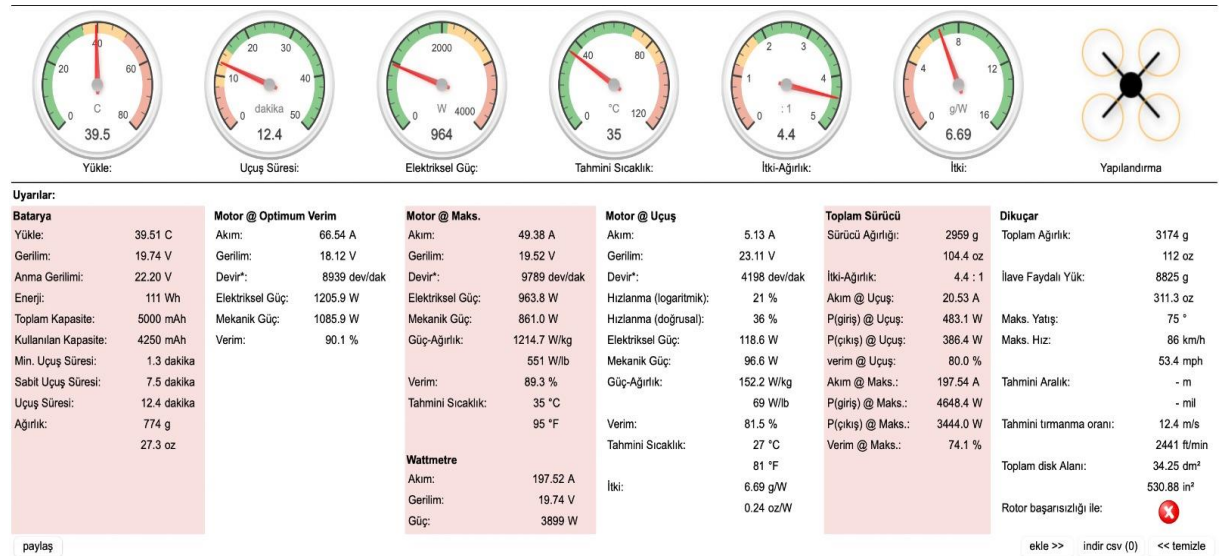 0 20 40 60 80 C
39.5
Yükle:
0 10 20 30 40 50 dakika
12.4
Uçuş Süresi:
0 2000 4000 W
964
Elektriksel Güç:
0 40 80 120 °C
35
Tahmini Sıcaklık:
0 1 2 3 4 5 : 1
4.4
İtki-Ağırlık:
0 4 8 12 16 g/W
6.69
İtki:
Yapılandırma
Uyarılar:
Batarya
Yükle: 39.51 C
Gerilim: 19.74 V
Anma Gerilimi: 22.20 V
Enerji: 111 Wh
Toplam Kapasite: 5000 mAh
Kullanılan Kapasite: 4250 mAh
Min. Uçuş Süresi: 1.3 dakika
Sabit Uçuş Süresi: 7.5 dakika
Uçuş Süresi: 12.4 dakika
Ağırlık: 774 g
27.3 oz
Motor @ Optimum Verim
Akım: 66.54 A
Gerilim: 18.12 V
Devir*: 8939 dev/dak
Elektriksel Güç: 1205.9 W
Mekanik Güç: 1085.9 W
Verim: 90.1 %
Motor @ Maks.
Akım: 49.38 A
Gerilim: 19.52 V
Devir*: 9789 dev/dak
Elektriksel Güç: 963.8 W
Mekanik Güç: 861.0 W
Güç-Ağırlık: 1214.7 W/kg
551 W/lb
Verim: 89.3 %
Tahmini Sıcaklık: 35 °C
95 °F
Wattmetre
Akım: 197.52 A
Gerilim: 19.74 V
Güç: 3899 W
Motor @ Uçuş
Akım: 5.13 A
Gerilim: 23.11 V
Devir*: 4198 dev/dak
Hızlanma (logaritmik): 21 %
Hızlanma (doğrusal): 36 %
Elektriksel Güç: 118.6 W
Mekanik Güç: 96.6 W
Güç-Ağırlık: 152.2 W/kg
69 W/lb
Verim: 81.5 %
Tahmini Sıcaklık: 27 °C
81 °F
İtki: 6.69 g/W
0.24 oz/W
Toplam Sürücü
Sürücü Ağırlığı: 2959 g
104.4 oz
İtki-Ağırlık: 4.4 : 1
Akım @ Uçuş: 20.53 A
P(giriş) @ Uçuş: 483.1 W
P(çıkış) @ Uçuş: 386.4 W
verim @ Uçuş: 80.0 %
Akım @ Maks.: 197.54 A
P(giriş) @ Maks.: 4648.4 W
P(çıkış) @ Maks.: 3444.0 W
Verim @ Maks.: 74.1 %
Dikuçar
Toplam Ağırlık: 3174 g
112 oz
İlave Faydalı Yük: 8825 g
311.3 oz
Maks. Yatış: 75 °
Maks. Hız: 86 km/h
53.4 mph
Tahmini Aralık: - m
- mil
Tahmini tırmanma oranı: 12.4 m/s
2441 ft/min
Toplam disk Alanı: 34.25 dm²
530.88 in²
Rotor başarısızlığı ile:
paylaş
ekle >> indir csv (0) << temizle